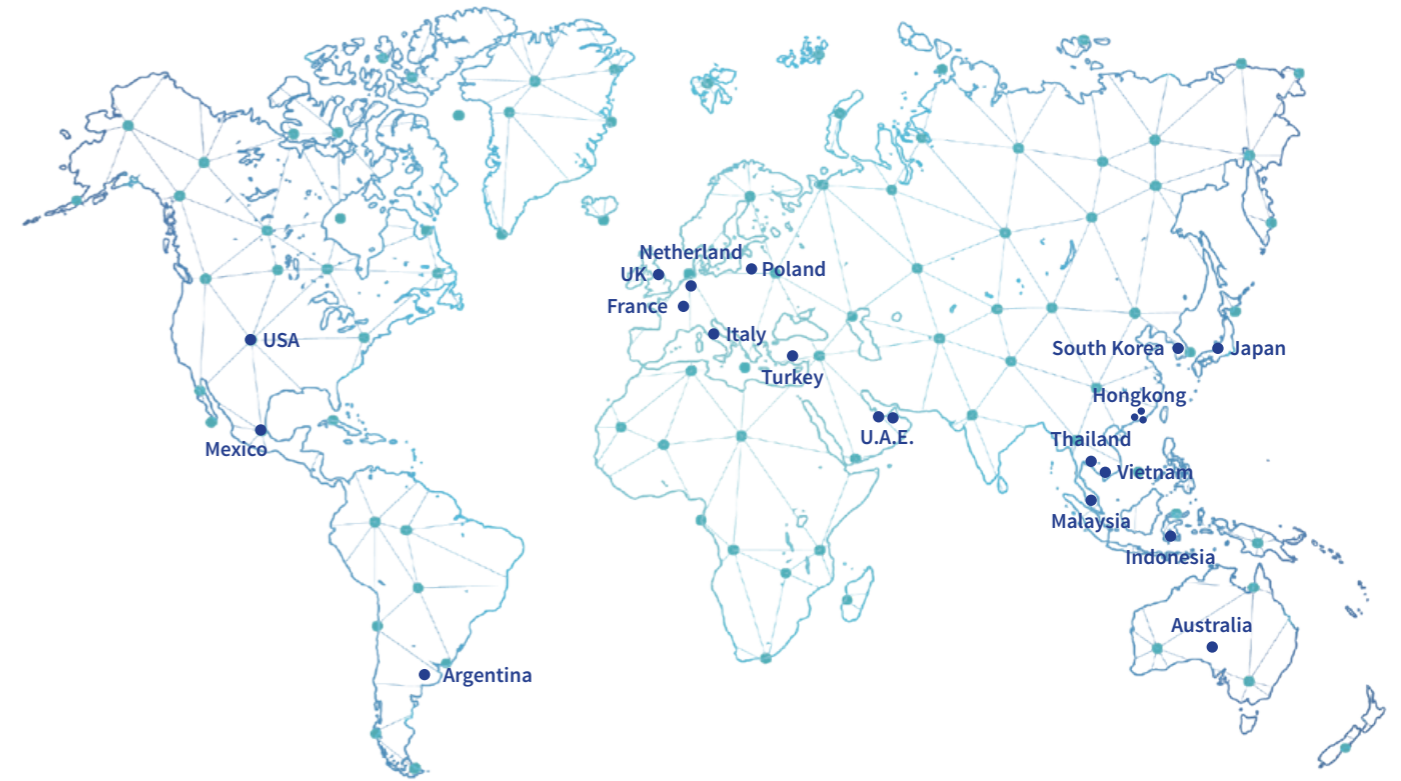 Netherland
UK
Poland
France
Italy
USA
South Korea
Japan
Turkey
Hongkong
U.A.E.
Thailand
Mexico
Vietnam
Malaysia
Indonesia
Australia
Argentina